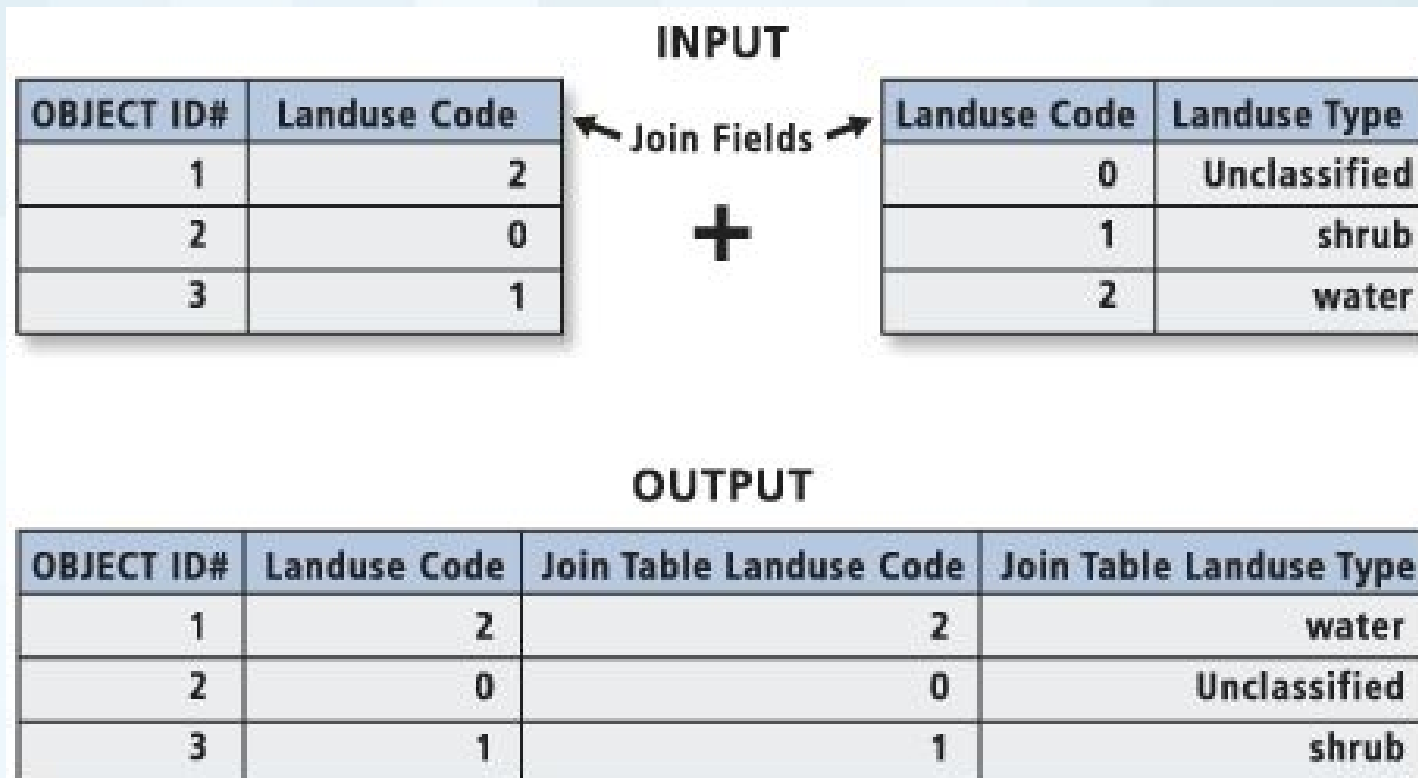 INPUT
OBJECT ID# Landuse Code
1 2
2 0
3 1
Join Fields
+
Landuse Code Landuse Type
0 Unclassified
1 shrub
2 water
OUTPUT
OBJECT ID# Landuse Code Join Table Landuse Code Join Table Landuse Type
1 2 2 water
2 0 0 Unclassified
3 1 1 shrub